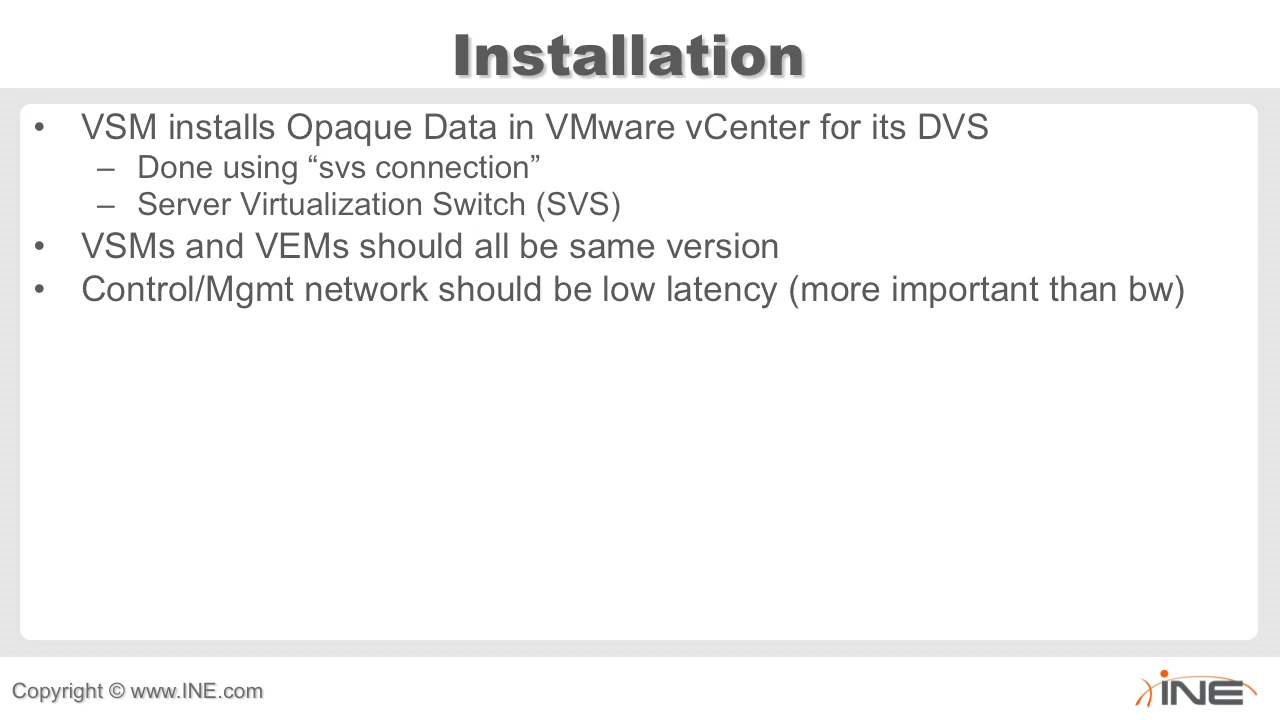 Installation
• VSM installs Opaque Data in VMware vCenter for its DVS
– Done using “svs connection”
– Server Virtualization Switch (SVS)
• VSMs and VEMs should all be same version
• Control/Mgmt network should be low latency (more important than bw)
Copyright © www.INE.com
INE